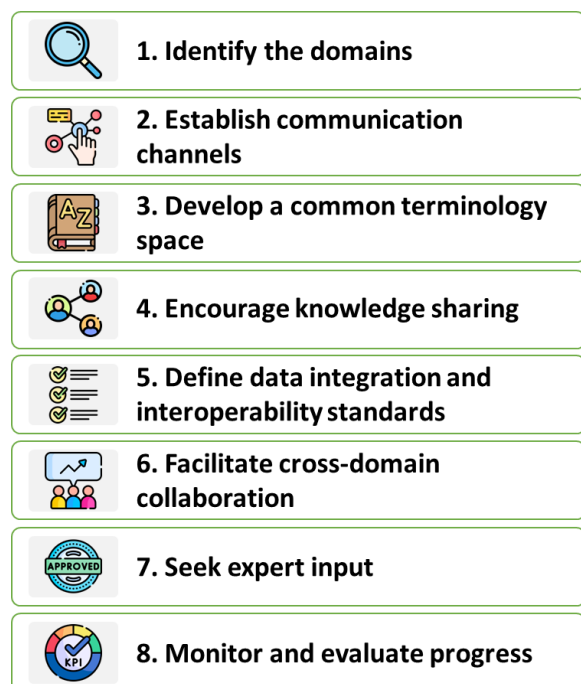 1. Identify the domains
2. Establish communication
channels
AZ
3. Develop a common terminology
space
4. Encourage knowledge sharing
5. Define data integration and
interoperability standards
6. Facilitate cross-domain
collaboration
APPROVED
7. Seek expert input
KPI
8. Monitor and evaluate progress